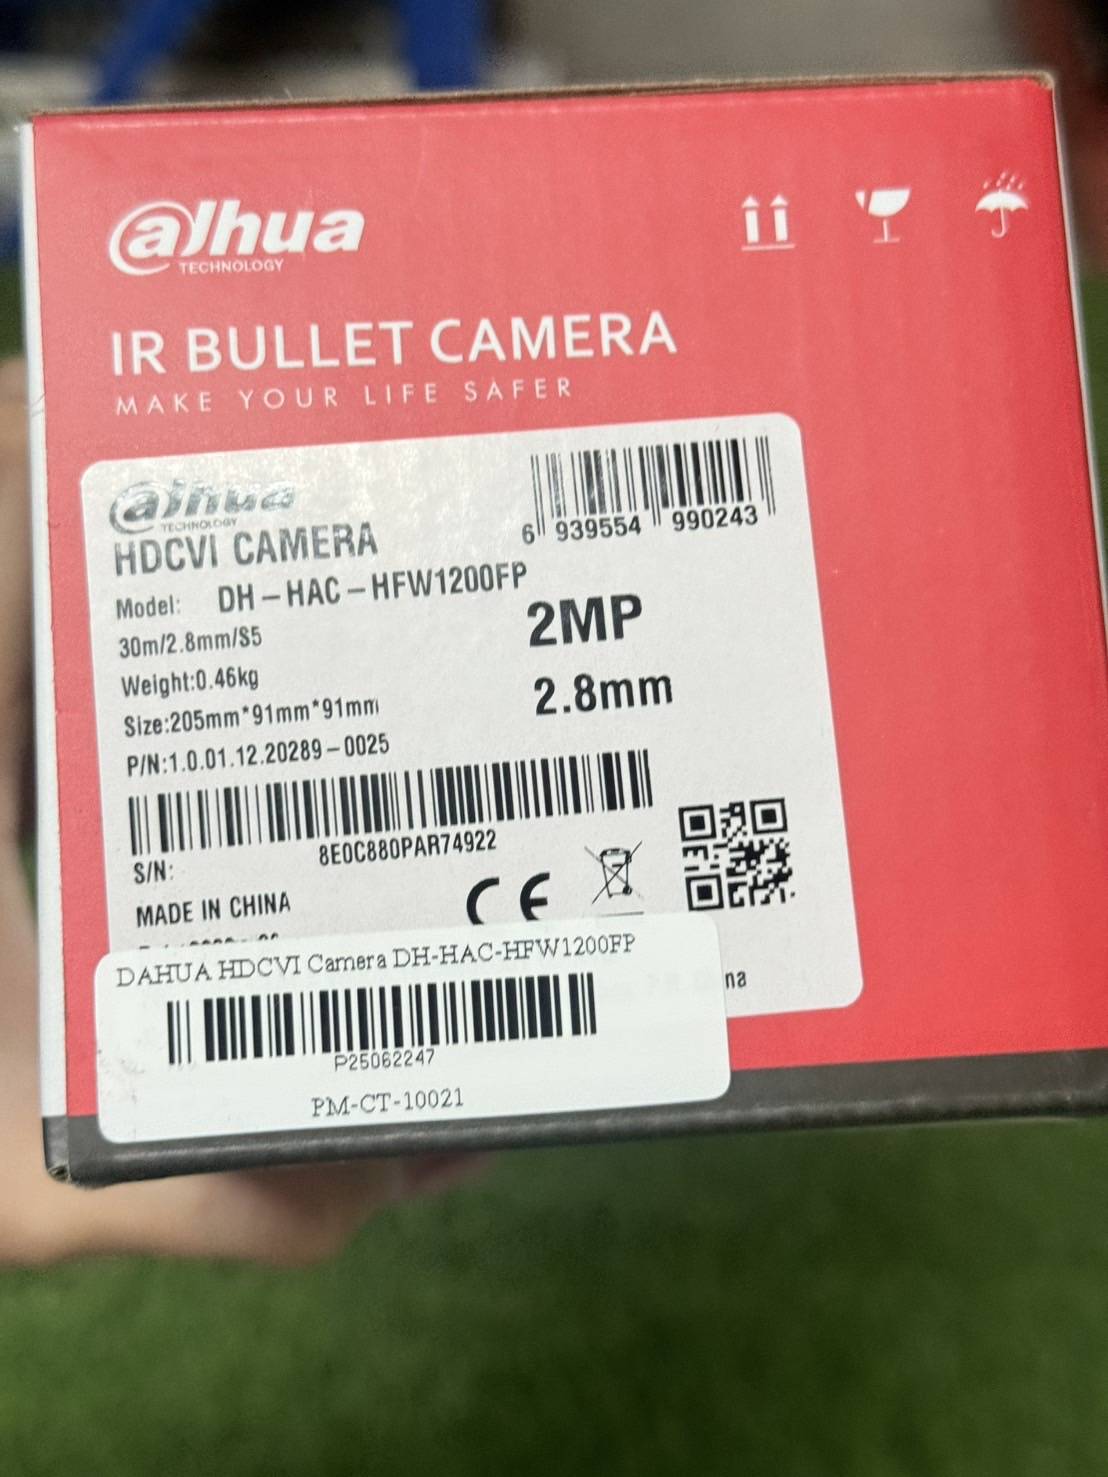 alhua
TECHNOLOGY
IR BULLET CAMERA
MAKE YOUR LIFE SAFER
alhua
TECHNOLOGY
HDCVI CAMERA
6 939554 990243
Model: DH-HAC-HFW1200FP
30m/2.8mm/S5
2MP
Weight:0.46kg
2.8mm
Size:205mm*91mm*91mm
P/N:1.0.01.12.20289-0025
8E0C880PAR74922
S/N:
MADE IN CHINA
CE
DAHUA HDCVI Camera DH-HAC-HFW1200FP
P25062247
PM-CT-10021